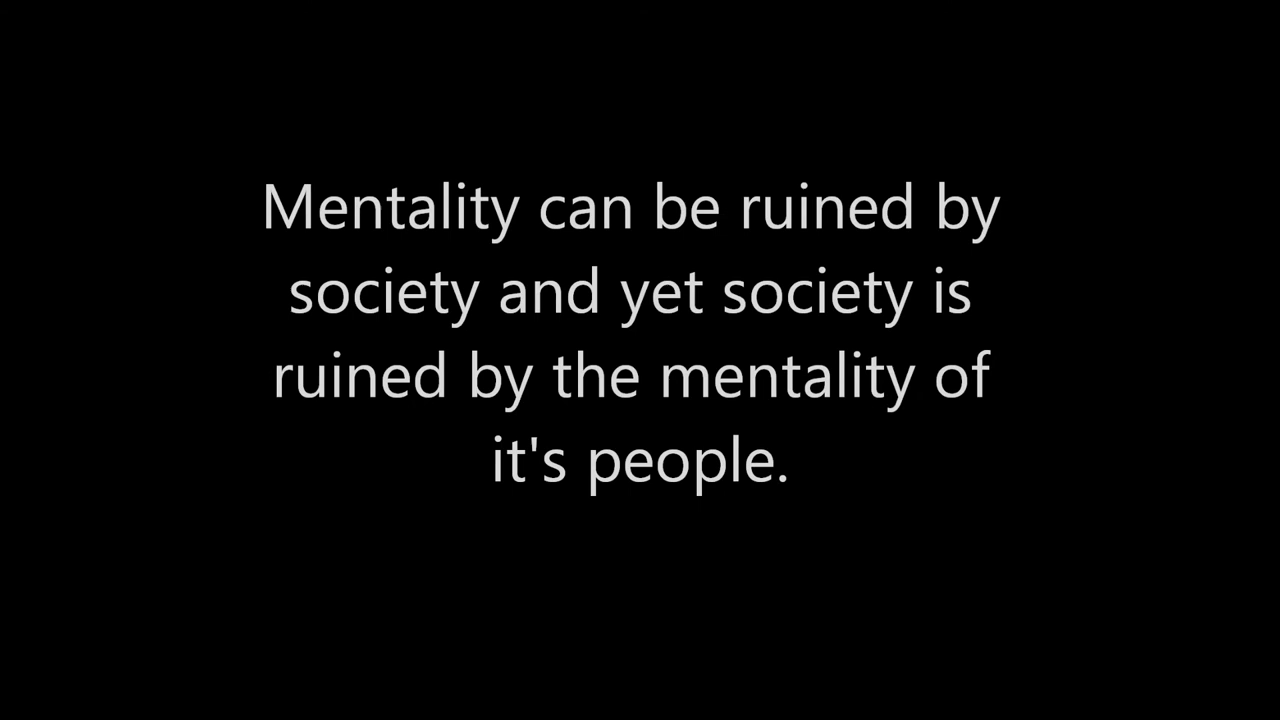 Mentality can be ruined by
society and yet society is
ruined by the mentality of
it's people.